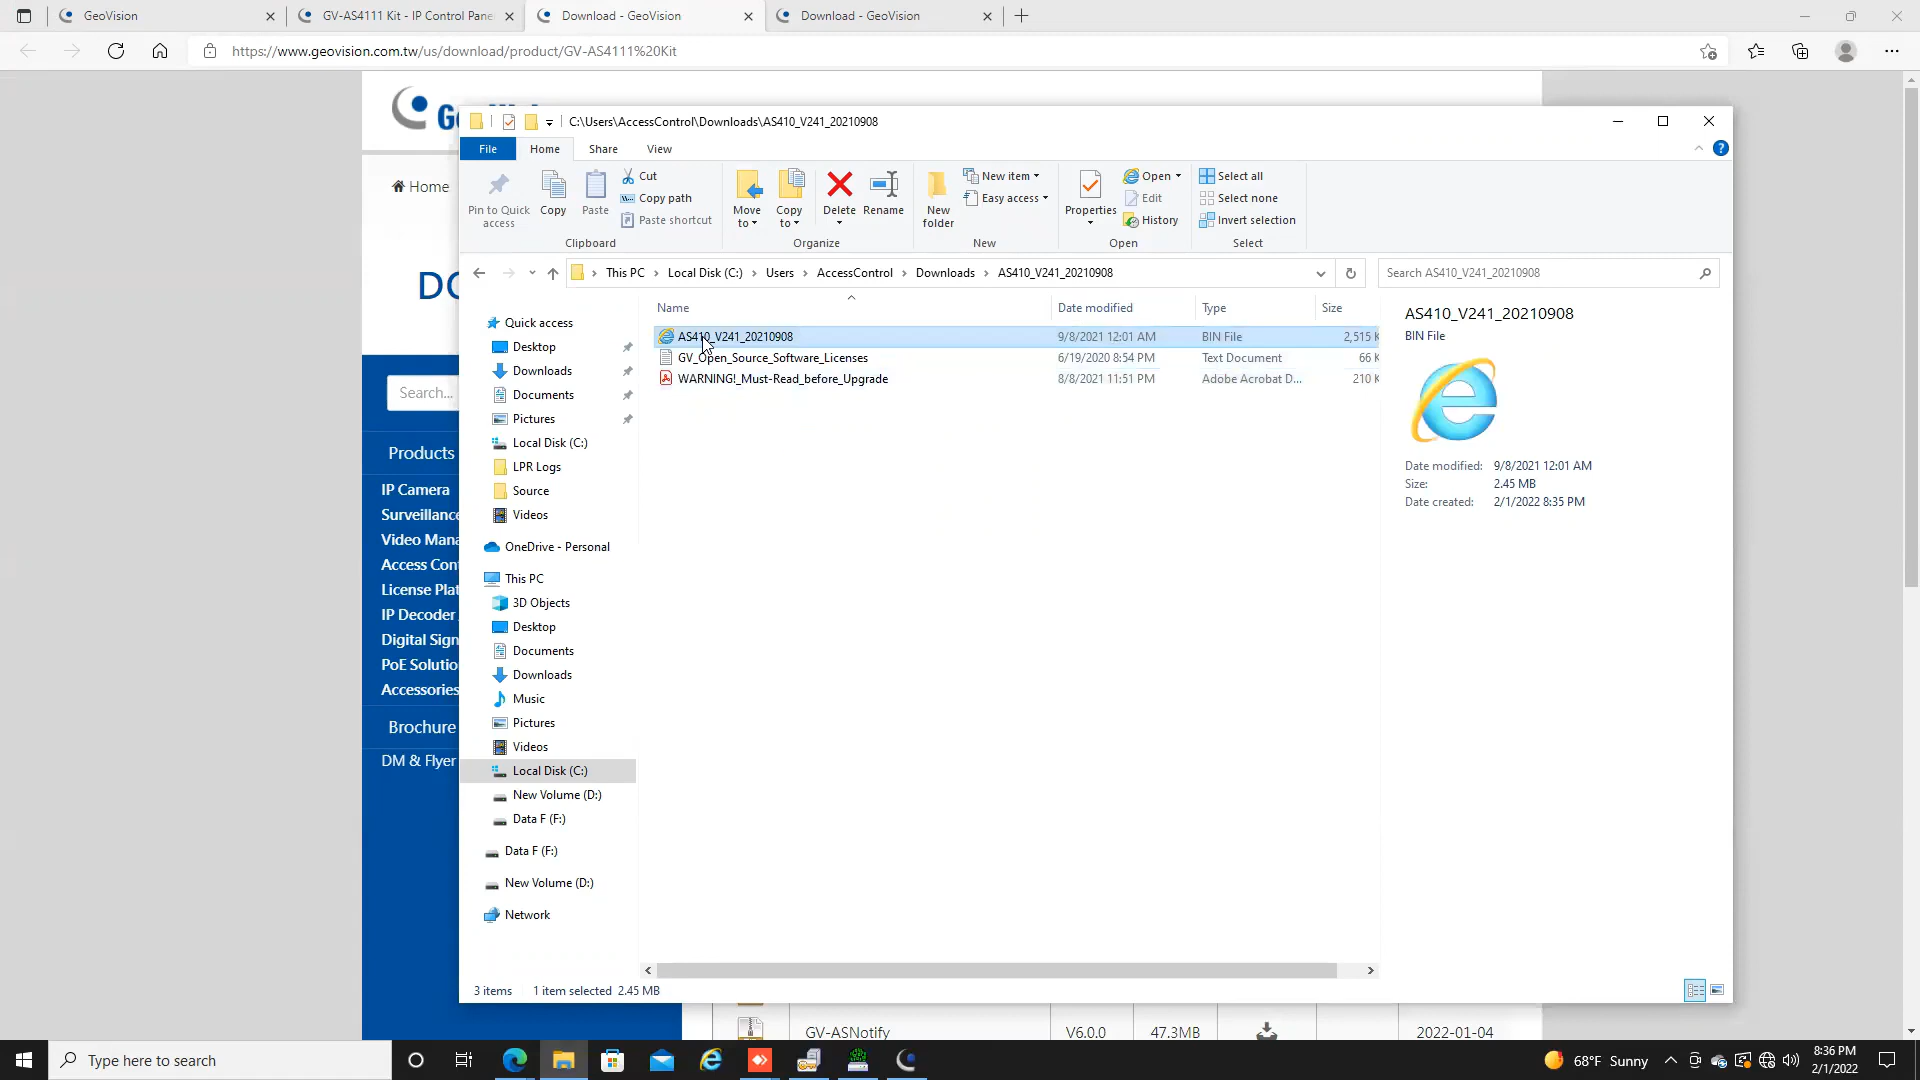 GeoVision
GV-AS4111 Kit - IP Control Pane
Download - GeoVision
Download - GeoVision
https://www.geovision.com.tw/us/download/product/GV-AS4111%20Kit
C:\Users\AccessControl\Downloads\AS410_V241_20210908
File
Home
Share
View
Pin to Quick access
Copy
Paste
Cut
Copy path
Paste shortcut
Move to
Copy to
Delete
Rename
New folder
New item
Easy access
Properties
Open
Edit
History
Select all
Select none
Invert selection
Clipboard
Organize
New
Open
Select
This PC
Local Disk (C:)
Users
AccessControl
Downloads
AS410_V241_20210908
Search AS410_V241_20210908
Home
Search...
Products
IP Camera
Surveillance
Video Mana
Access Con
License Plat
IP Decoder
Digital Sign
PoE Solutio
Accessories
Brochure
DM & Flyer
Quick access
Desktop
Downloads
Documents
Pictures
Local Disk (C:)
LPR Logs
Source
Videos
OneDrive - Personal
This PC
3D Objects
Desktop
Documents
Downloads
Music
Pictures
Videos
Local Disk (C:)
New Volume (D:)
Data F (F:)
Data F (F:)
New Volume (D:)
Network
Name Date modified Type Size
AS410_V241_20210908 9/8/2021 12:01 AM BIN File 2,515 K
GV_Open_Source_Software_Licenses 6/19/2020 8:54 PM Text Document 66 K
WARNING!_Must-Read_before_Upgrade 8/8/2021 11:51 PM Adobe Acrobat D... 210 K
AS410_V241_20210908
BIN File
Date modified: 9/8/2021 12:01 AM
Size: 2.45 MB
Date created: 2/1/2022 8:35 PM
3 items 1 item selected 2.45 MB
GV-ASNotify V6.0.0 47.3MB 2022-01-04
Type here to search
68°F Sunny
8:36 PM
2/1/2022